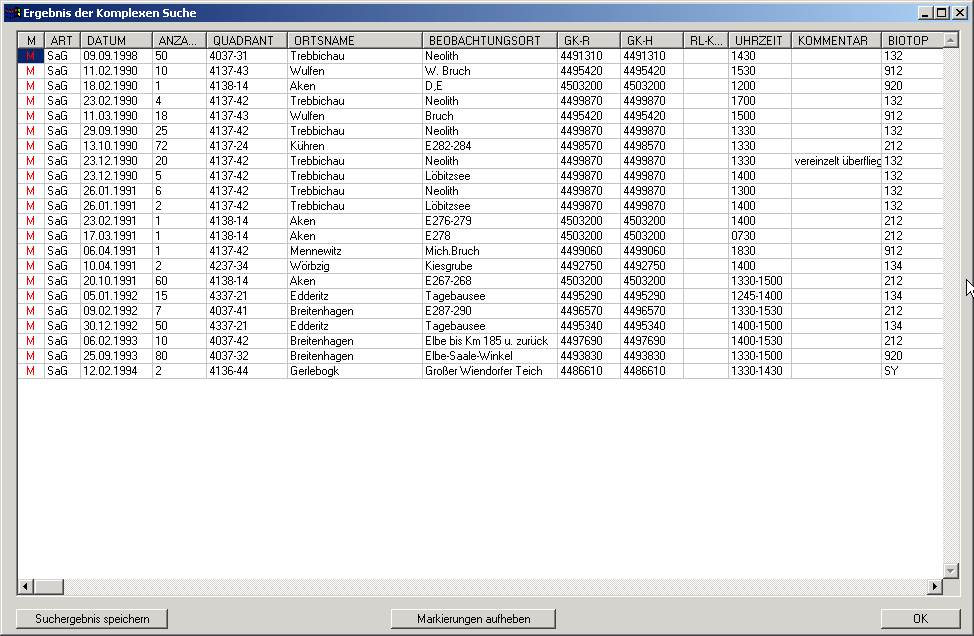 Ergebnis der Komplexen Suche
M ART DATUM ANZA... QUADRANT ORTSNAME BEOBACHTUNGSORT GK-R GK-H RL-K... UHRZEIT KOMMENTAR BIOTOP
M SaG 09.09.1998 50 4037-31 Trebbichau Neolith 4491310 4491310 1430 132
M SaG 11.02.1990 10 4137-43 Wulfen W. Bruch 4495420 4495420 1530 912
M SaG 18.02.1990 1 4138-14 Aken D,E 4503200 4503200 1200 920
M SaG 23.02.1990 4 4137-42 Trebbichau Neolith 4499870 4499870 1700 132
M SaG 11.03.1990 18 4137-43 Wulfen Bruch 4495420 4495420 1500 912
M SaG 29.09.1990 25 4137-42 Trebbichau Neolith 4499870 4499870 1330 132
M SaG 13.10.1990 72 4137-24 Kühren E282-284 4498570 4498570 1330 212
M SaG 23.12.1990 20 4137-42 Trebbichau Neolith 4499870 4499870 1330 vereinzelt überflieg 132
M SaG 23.12.1990 5 4137-42 Trebbichau Löbitzsee 4499870 4499870 1400 132
M SaG 26.01.1991 6 4137-42 Trebbichau Neolith 4499870 4499870 1300 132
M SaG 26.01.1991 2 4137-42 Trebbichau Löbitzsee 4499870 4499870 1400 132
M SaG 23.02.1991 1 4138-14 Aken E276-279 4503200 4503200 1400 212
M SaG 17.03.1991 1 4138-14 Aken E278 4503200 4503200 0730 212
M SaG 06.04.1991 1 4137-42 Mennewitz Mich.Bruch 4499060 4499060 1830 912
M SaG 10.04.1991 2 4237-34 Wörbzig Kiesgrube 4492750 4492750 1400 134
M SaG 20.10.1991 60 4138-14 Aken E267-268 4503200 4503200 1330-1500 212
M SaG 05.01.1992 15 4337-21 Edderitz Tagebausee 4495290 4495290 1245-1400 134
M SaG 09.02.1992 7 4037-41 Breitenhagen E287-290 4496570 4496570 1330-1530 212
M SaG 30.12.1992 50 4337-21 Edderitz Tagebausee 4495340 4495340 1400-1500 134
M SaG 06.02.1993 10 4037-42 Breitenhagen Elbe bis Km 185 u. zurück 4497690 4497690 1400-1530 212
M SaG 25.09.1993 80 4037-32 Breitenhagen Elbe-Saale-Winkel 4493830 4493830 1330-1500 920
M SaG 12.02.1994 2 4136-44 Gerlebogk Großer Wiendorfer Teich 4486610 4486610 1330-1430 SY
Suchergebnis speichern Markierungen aufheben OK